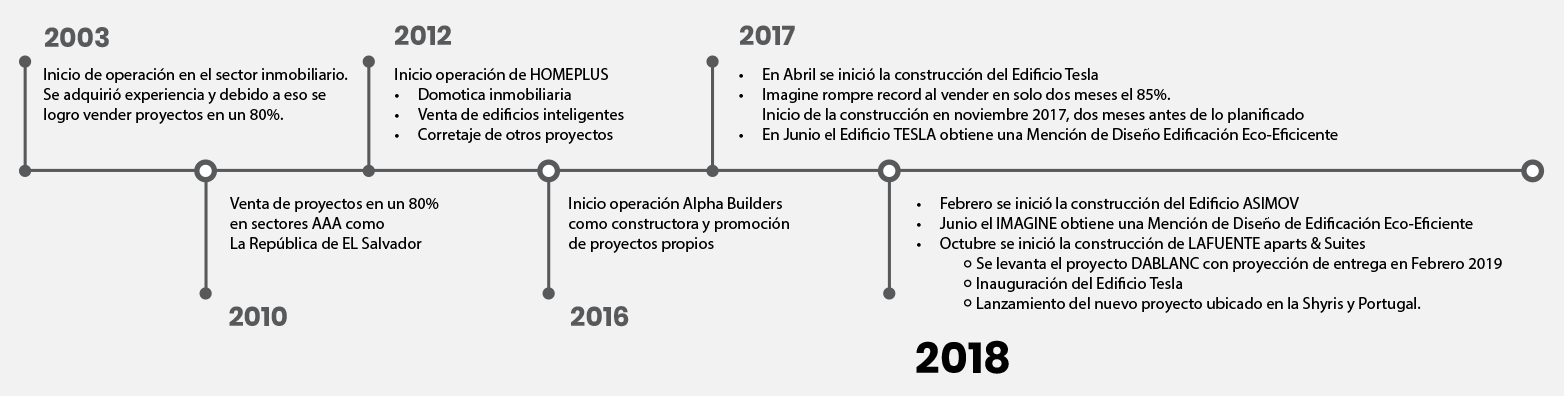 2003
Inicio de operación en el sector inmobiliario.
Se adquirió experiencia y debido a eso se
logro vender proyectos en un 80%.
2012
Inicio operación de HOMEPLUS
• Domotica inmobiliaria
• Venta de edificios inteligentes
• Corretaje de otros proyectos
2017
• En Abril se inició la construcción del Edificio Tesla
• Imagine rompre record al vender en solo dos meses el 85%.
Inicio de la construcción en noviembre 2017, dos meses antes de lo planificado
• En Junio el Edificio TESLA obtiene una Mención de Diseño Edificación Eco-Eficicente
Venta de proyectos en un 80%
en sectores AAA como
La República de EL Salvador
2010
Inicio operación Alpha Builders
como constructora y promoción
de proyectos propios
2016
• Febrero se inició la construcción del Edificio ASIMOV
• Junio el IMAGINE obtiene una Mención de Diseño de Edificación Eco-Eficiente
• Octubre se inició la construcción de LAFUENTE aparts & Suites
o Se levanta el proyecto DABLANC con proyección de entrega en Febrero 2019
o Inauguración del Edificio Tesla
o Lanzamiento del nuevo proyecto ubicado en la Shyris y Portugal.
2018